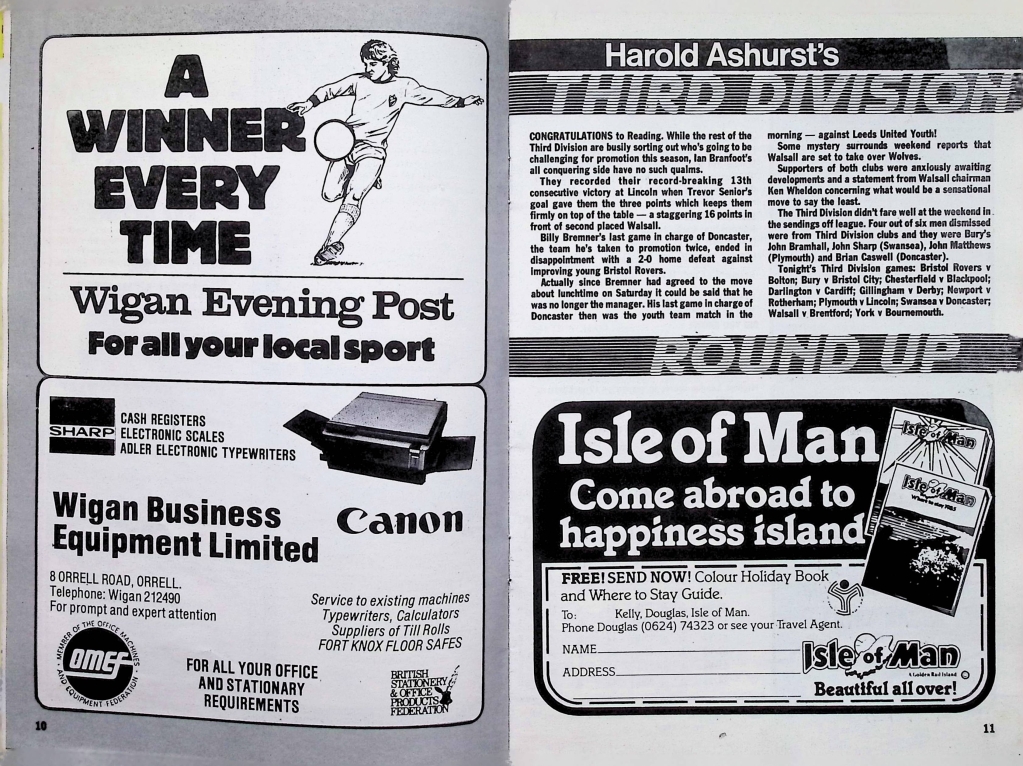 A
WINNER
EVERY
TIME
Wigan Evening Post
For all your local sport
SHARP
CASH REGISTERS
ELECTRONIC SCALES
ADLER ELECTRONIC TYPEWRITERS
Wigan Business
Equipment Limited
Canon
8 ORRELL ROAD, ORRELL.
Telephone: Wigan 212490
For prompt and expert attention
Service to existing machines
Typewriters, Calculators
Suppliers of Till Rolls
FORT KNOX FLOOR SAFES
MEMBER OF THE OFFICE MACHINES
AND EQUIPMENT FEDERATION
omef
FOR ALL YOUR OFFICE
AND STATIONARY
REQUIREMENTS
BRITISH
STATIONERY
& OFFICE
PRODUCTS
FEDERATION
10
Harold Ashurst's
THIRD DIVISION
CONGRATULATIONS to Reading. While the rest of the
Third Division are busily sorting out who's going to be
challenging for promotion this season, Ian Branfoot's
all conquering side have no such qualms.
They recorded their record-breaking 13th
consecutive victory at Lincoln when Trevor Senior's
goal gave them the three points which keeps them
firmly on top of the table — a staggering 16 points in
front of second placed Walsall.
Billy Bremner's last game in charge of Doncaster,
the team he's taken to promotion twice, ended in
disappointment with a 2-0 home defeat against
improving young Bristol Rovers.
Actually since Bremner had agreed to the move
about lunchtime on Saturday it could be said that he
was no longer the manager. His last game in charge of
Doncaster then was the youth team match in the
morning — against Leeds United Youth!
Some mystery surrounds weekend reports that
Walsall are set to take over Wolves.
Supporters of both clubs were anxiously awaiting
developments and a statement from Walsall chairman
Ken Wheldon concerning what would be a sensational
move to say the least.
The Third Division didn't fare well at the weekend in
the sendings off league. Four out of six men dismissed
were from Third Division clubs and they were Bury's
John Bramhall, John Sharp (Swansea), John Matthews
(Plymouth) and Brian Caswell (Doncaster).
Tonight's Third Division games: Bristol Rovers v
Bolton; Bury v Bristol City; Chesterfield v Blackpool;
Darlington v Cardiff; Gillingham v Derby; Newport v
Rotherham; Plymouth v Lincoln; Swansea v Doncaster;
Walsall v Brentford; York v Bournemouth.
ROUND UP
Isle of Man
Come abroad to
happiness island
Isle of Man
Isle of Man
Where to stay 1985
FREE! SEND NOW! Colour Holiday Book
and Where to Stay Guide.
To: Kelly, Douglas, Isle of Man.
Phone Douglas (0624) 74323 or see your Travel Agent.
NAME
ADDRESS
Isle of Man
A Golden Rail Island
Beautiful all over!
11